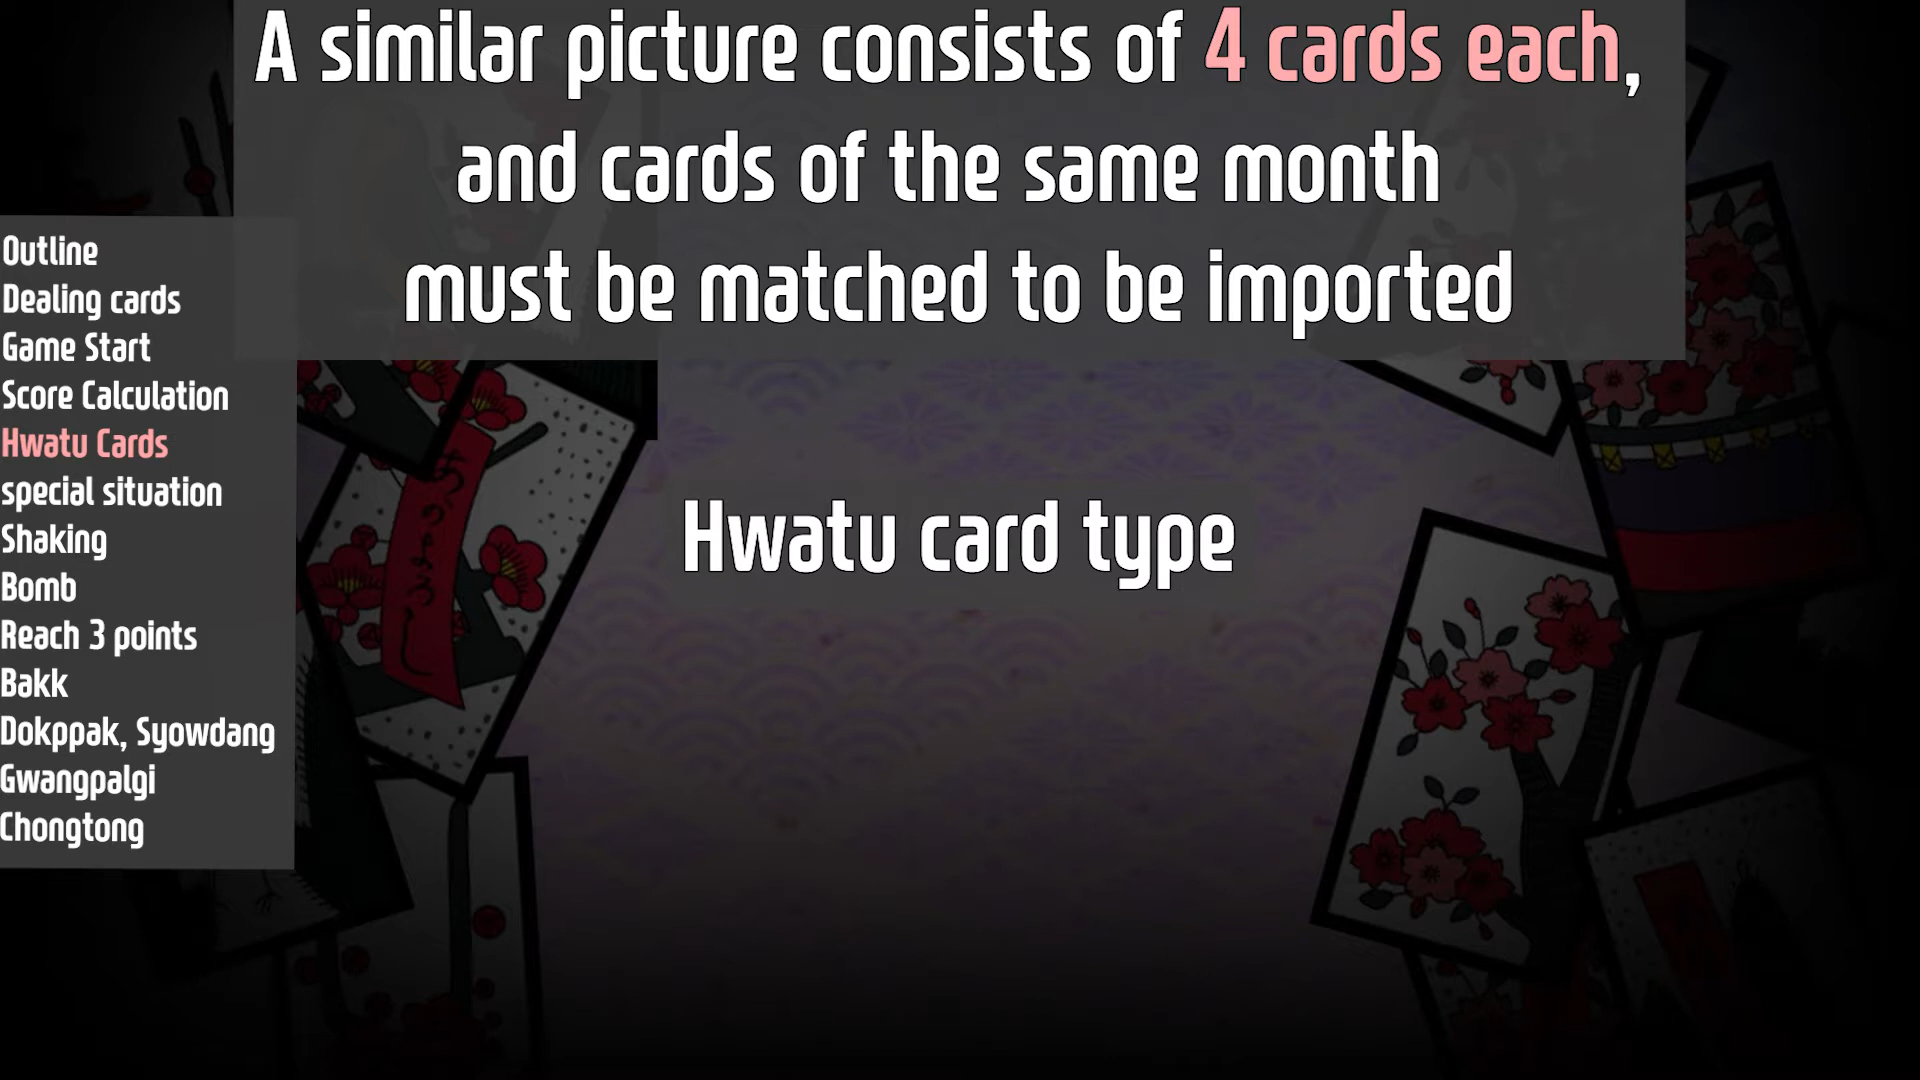 A similar picture consists of 4 cards each,
and cards of the same month
must be matched to be imported
Outline
Dealing cards
Game Start
Score Calculation
Hwatu Cards
special situation
Shaking
Bomb
Reach 3 points
Bakk
Dokppak, Syowdang
Gwangpalgi
Chongtong
Hwatu card type